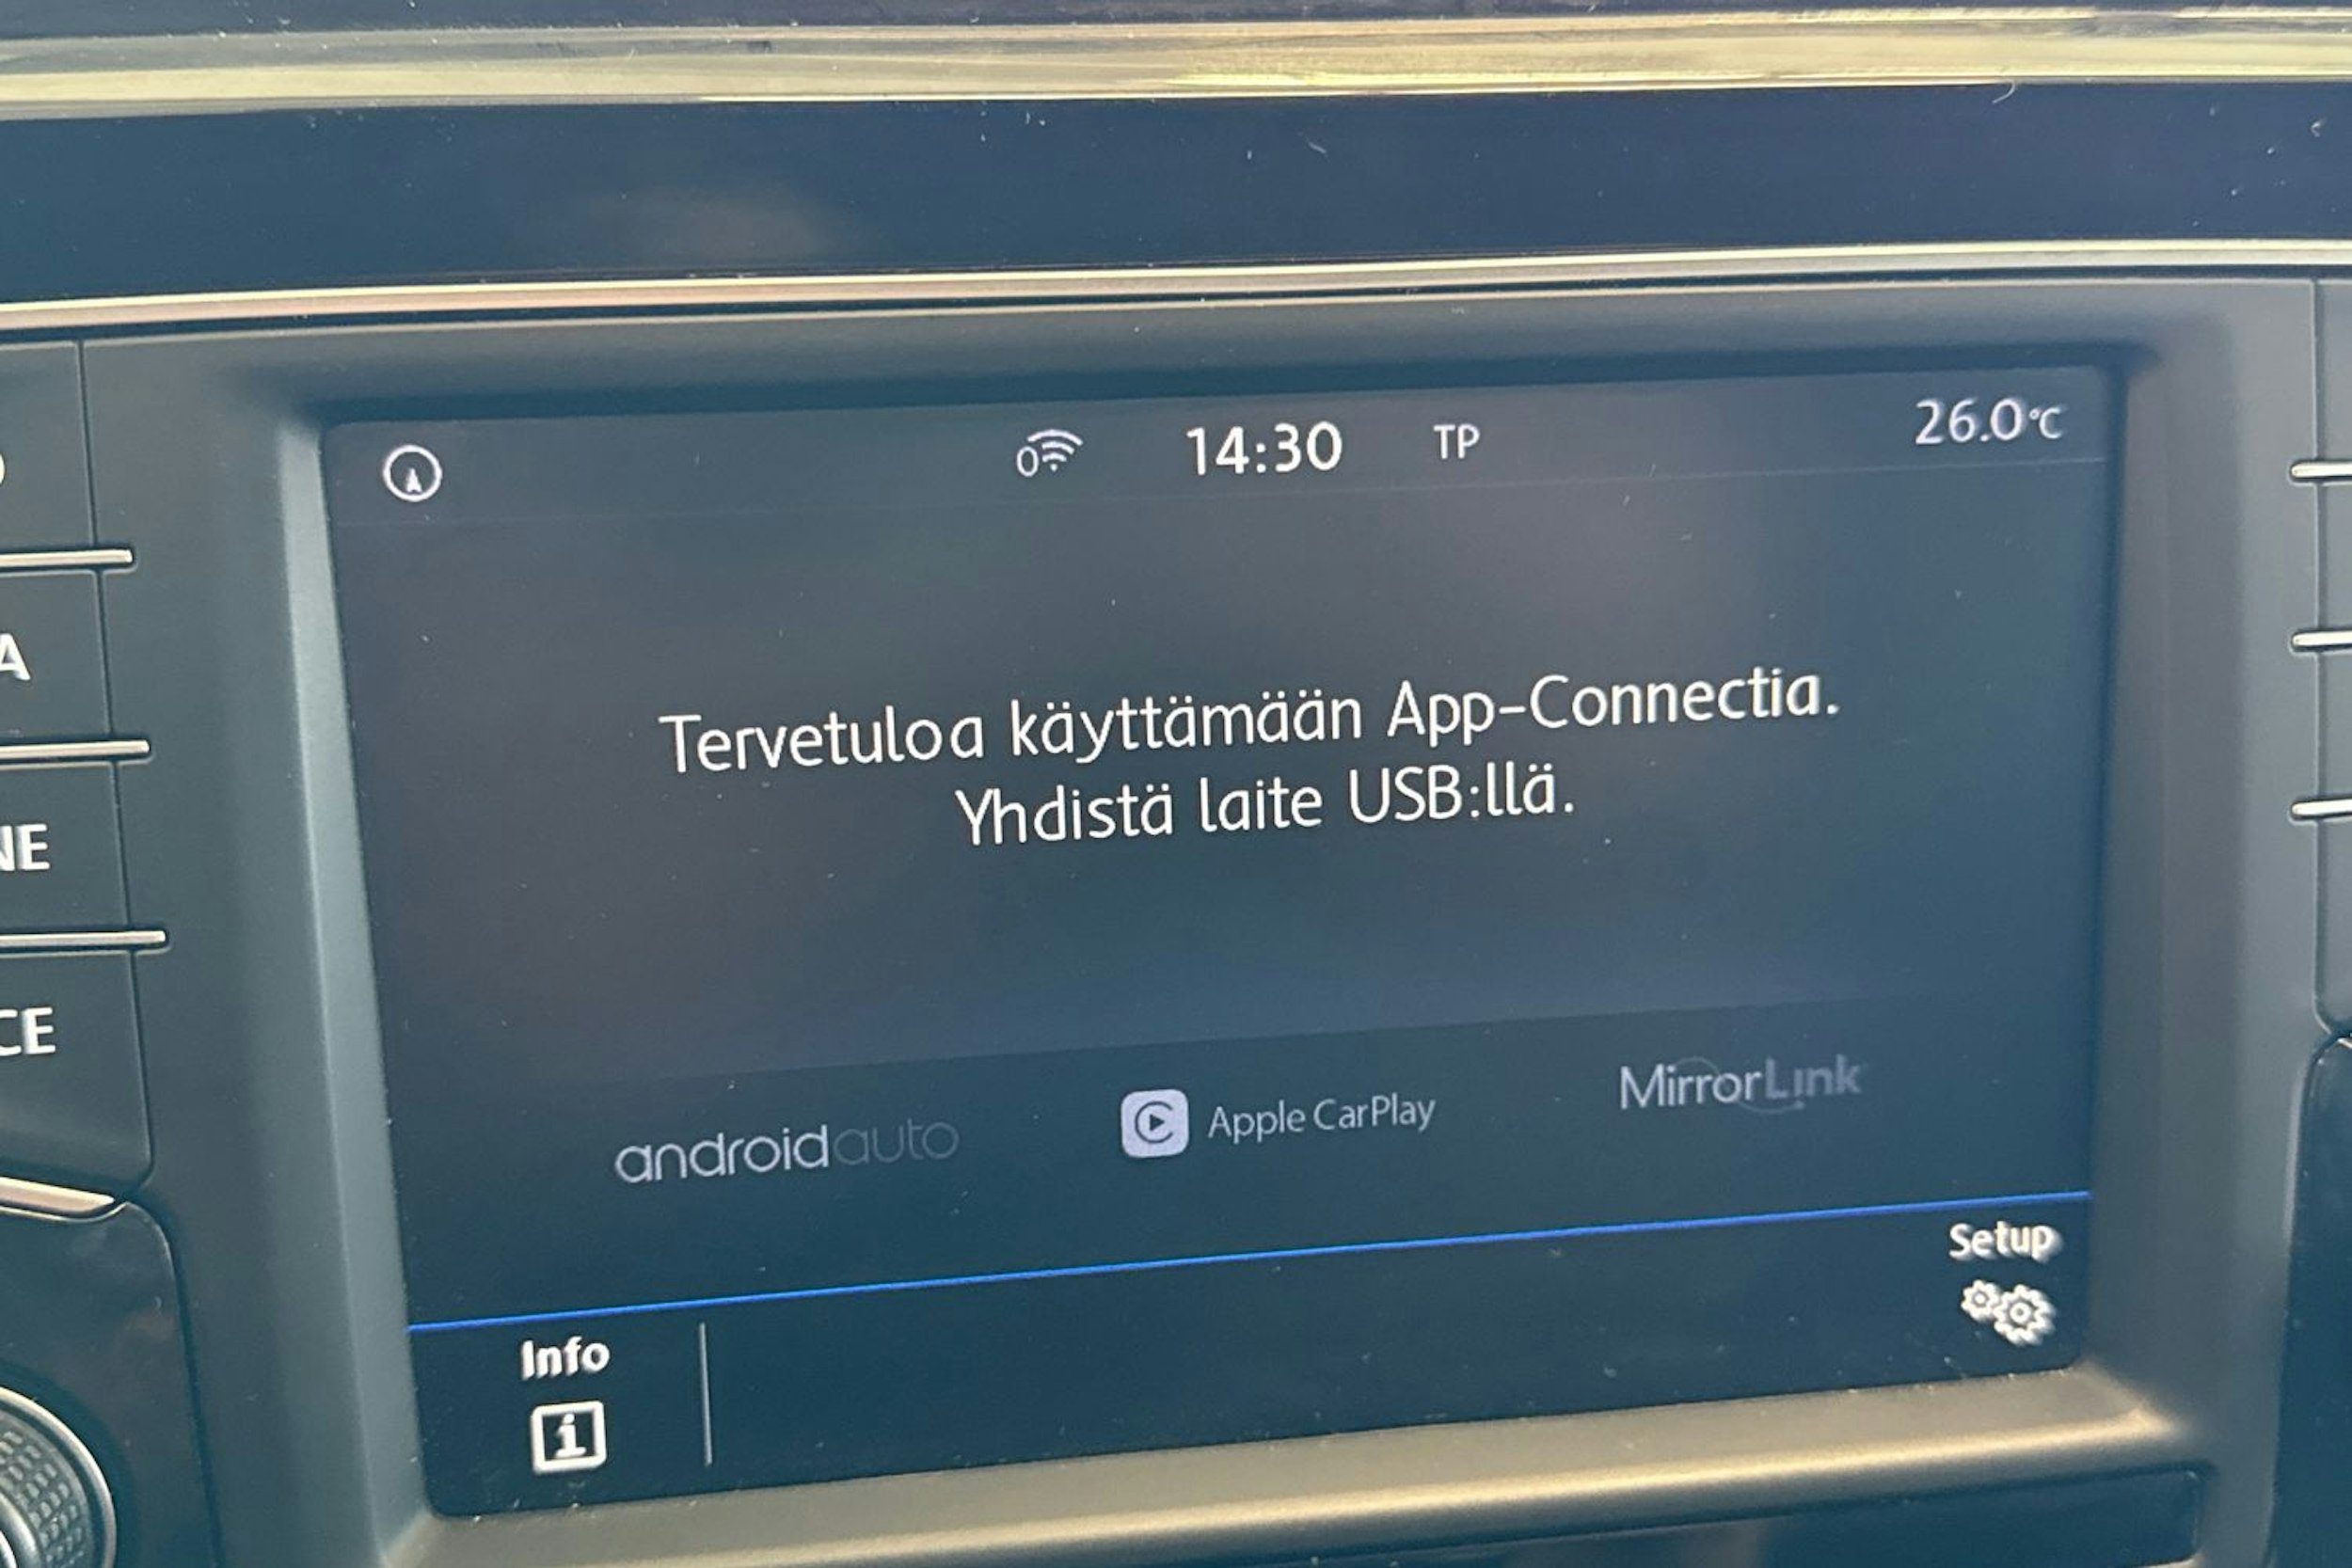 0 14:30 TP 26.0°C
Tervetuloa käyttämään App-Connectia.
Yhdistä laite USB:llä.
androidauto Apple CarPlay MirrorLink
Setup
Info
i
A
NE
CE